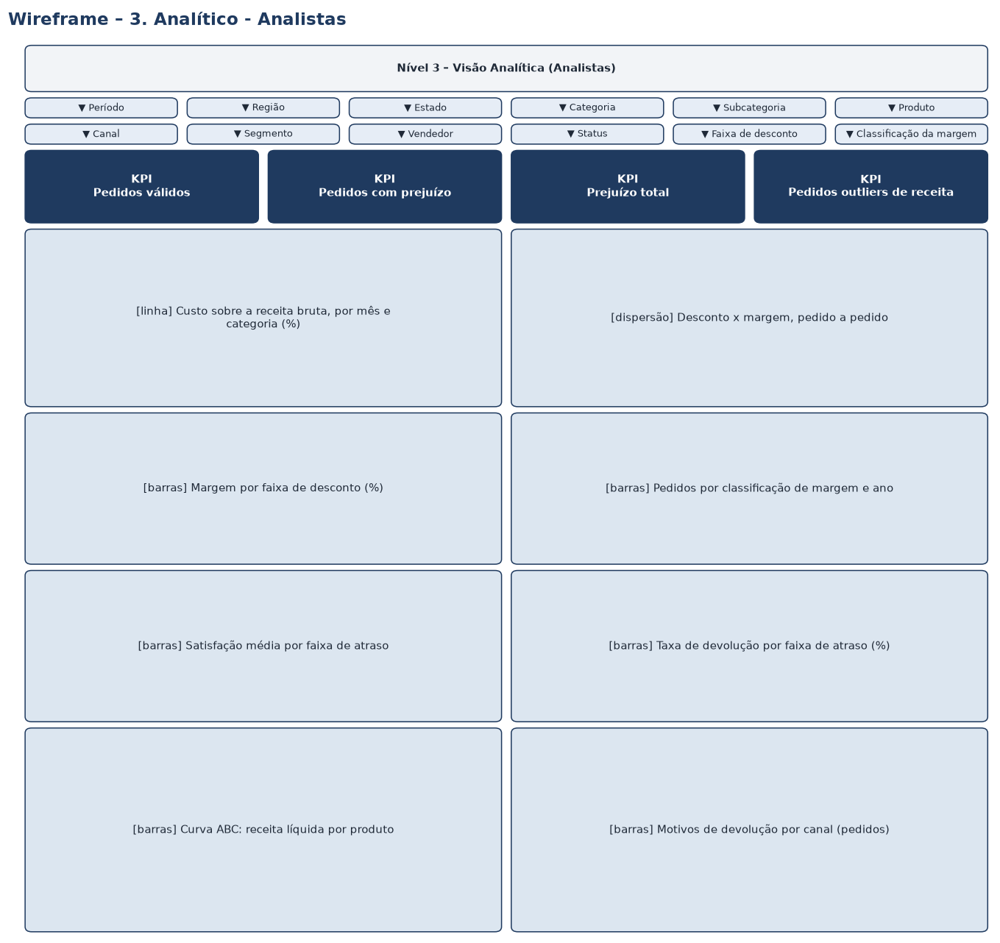 Wireframe – 3. Analítico - Analistas
Nível 3 – Visão Analítica (Analistas)
▼ Período
▼ Região
▼ Estado
▼ Categoria
▼ Subcategoria
▼ Produto
▼ Canal
▼ Segmento
▼ Vendedor
▼ Status
▼ Faixa de desconto
▼ Classificação da margem
KPI
Pedidos válidos
KPI
Pedidos com prejuízo
KPI
Prejuízo total
KPI
Pedidos outliers de receita
[linha] Custo sobre a receita bruta, por mês e
categoria (%)
[dispersão] Desconto x margem, pedido a pedido
[barras] Margem por faixa de desconto (%)
[barras] Pedidos por classificação de margem e ano
[barras] Satisfação média por faixa de atraso
[barras] Taxa de devolução por faixa de atraso (%)
[barras] Curva ABC: receita líquida por produto
[barras] Motivos de devolução por canal (pedidos)